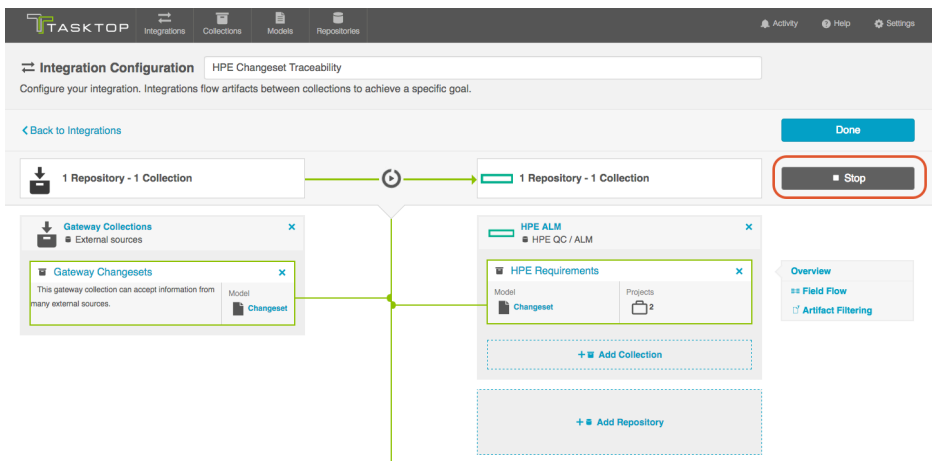 TASKTOP
Integrations
Collections
Models
Repositories
Activity
Help
Settings
Integration Configuration
HPE Changeset Traceability
Configure your integration. Integrations flow artifacts between collections to achieve a specific goal.
Back to Integrations
Done
1 Repository - 1 Collection
1 Repository - 1 Collection
Stop
Gateway Collections
External sources
Gateway Changesets
This gateway collection can accept information from
many external sources.
Model
Changeset
HPE ALM
HPE QC / ALM
HPE Requirements
Model
Changeset
Projects
2
+ Add Collection
+ Add Repository
Overview
Field Flow
Artifact Filtering